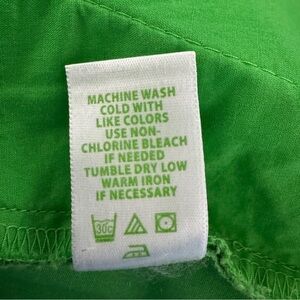 MACHINE WASH
COLD WITH
LIKE COLORS
USE NON-
CHLORINE BLEACH
IF NEEDED
TUMBLE DRY LOW
WARM IRON
IF NECESSARY
30C